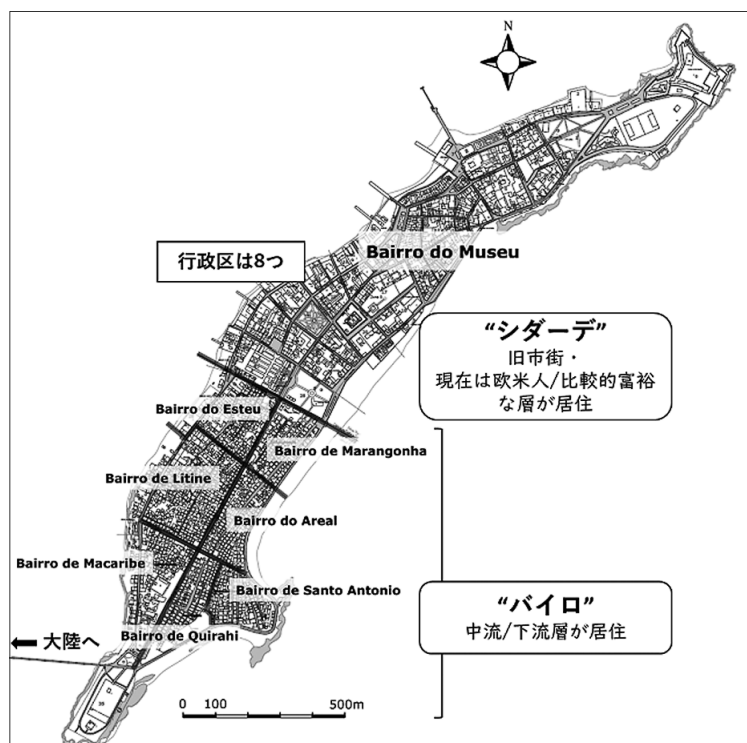 N
Bairro do Museu
行政区は8つ
“シダーデ”
旧市街・
現在は欧米人/比較的富裕
な層が居住
Bairro do Esteu
Bairro de Marangonha
Bairro de Litine
Bairro do Areal
Bairro de Macaribe
Bairro de Santo Antonio
“バイロ”
中流/下流層が居住
Bairro de Quirahi
大陸へ
0 100 500m